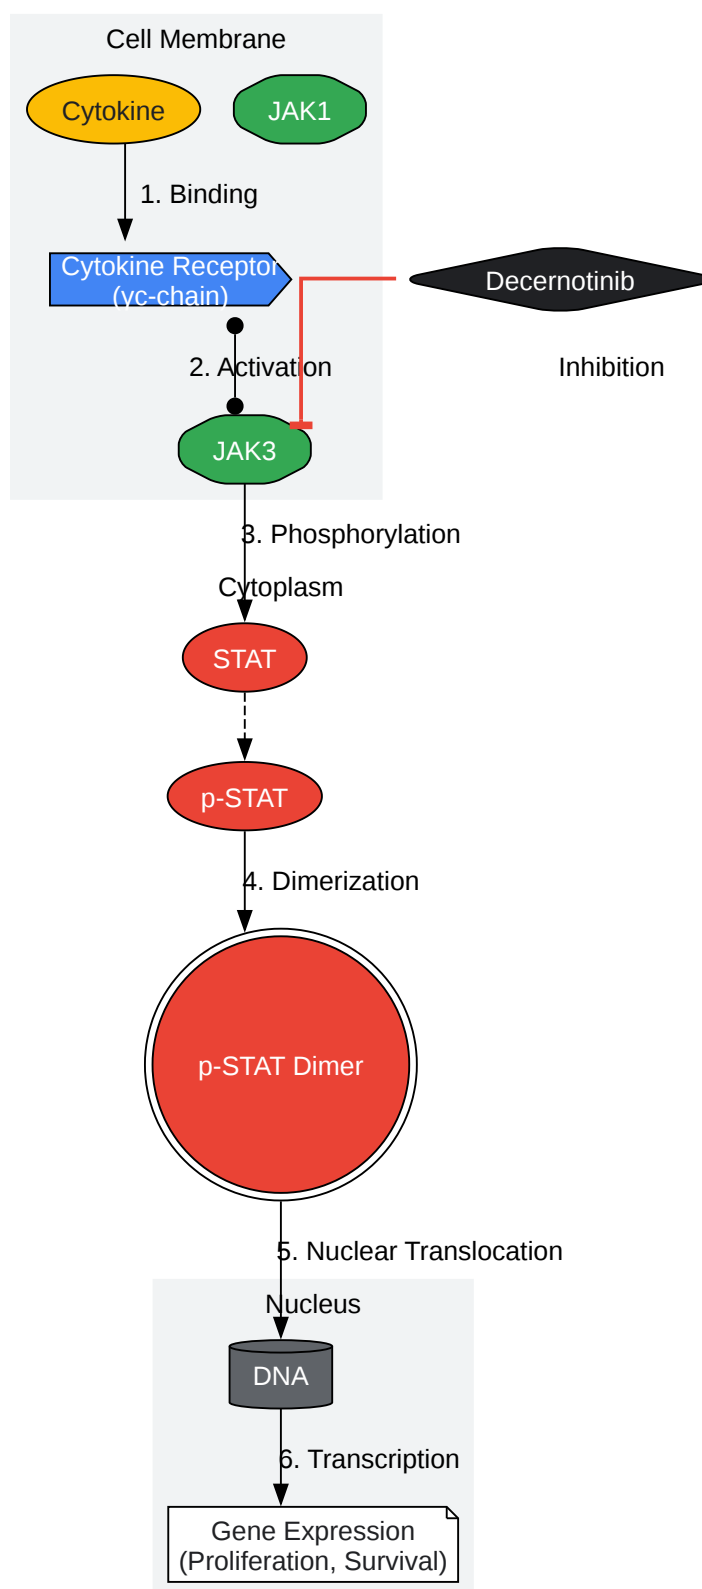 Cell Membrane
Cytokine
JAK1
1. Binding
Cytokine Receptor
(γc-chain)
Decernotinib
2. Activation
Inhibition
JAK3
3. Phosphorylation
Cytoplasm
STAT
p-STAT
4. Dimerization
p-STAT Dimer
5. Nuclear Translocation
Nucleus
DNA
6. Transcription
Gene Expression
(Proliferation, Survival)